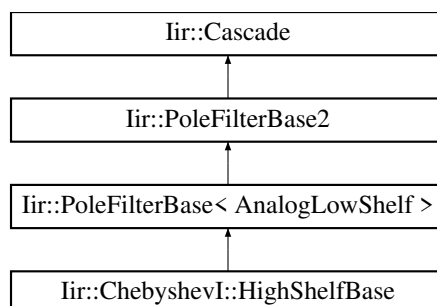 Iir::Cascade
Iir::PoleFilterBase2
Iir::PoleFilterBase< AnalogLowShelf >
Iir::ChebyshevI::HighShelfBase